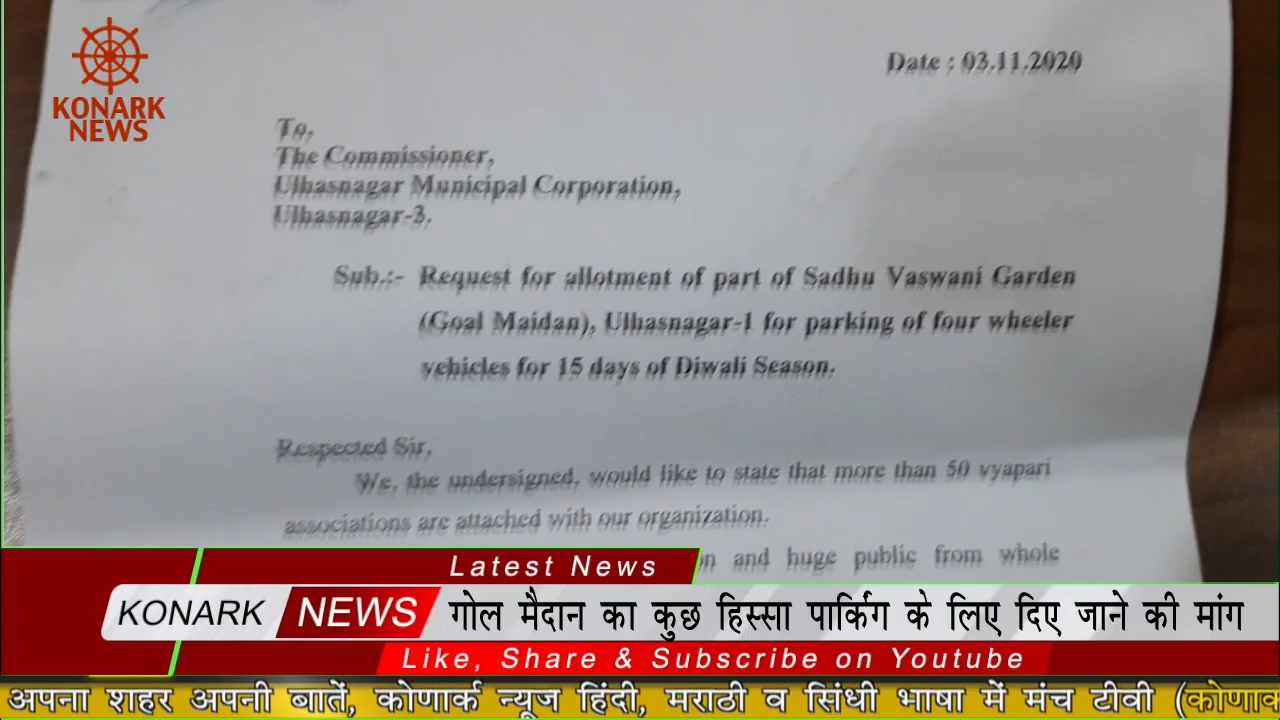 KONARK
NEWS
Date : 03.11.2020
To,
The Commissioner,
Ulhasnagar Municipal Corporation,
Ulhasnagar-3.
Sub.:- Request for allotment of part of Sadhu Vaswani Garden
(Goal Maidan), Ulhasnagar-1 for parking of four wheeler
vehicles for 15 days of Diwali Season.
Respected Sir,
We, the undersigned, would like to state that more than 50 vyapari
associations are attached with our organization.
and huge public from whole
Latest News
KONARK NEWS गोल मैदान का कुछ हिस्सा पार्किंग के लिए दिए जाने की मांग
Like, Share & Subscribe on Youtube
अपना शहर अपनी बातें, कोणार्क न्यूज हिंदी, मराठी व सिंधी भाषा में मंच टीवी (कोणार्क